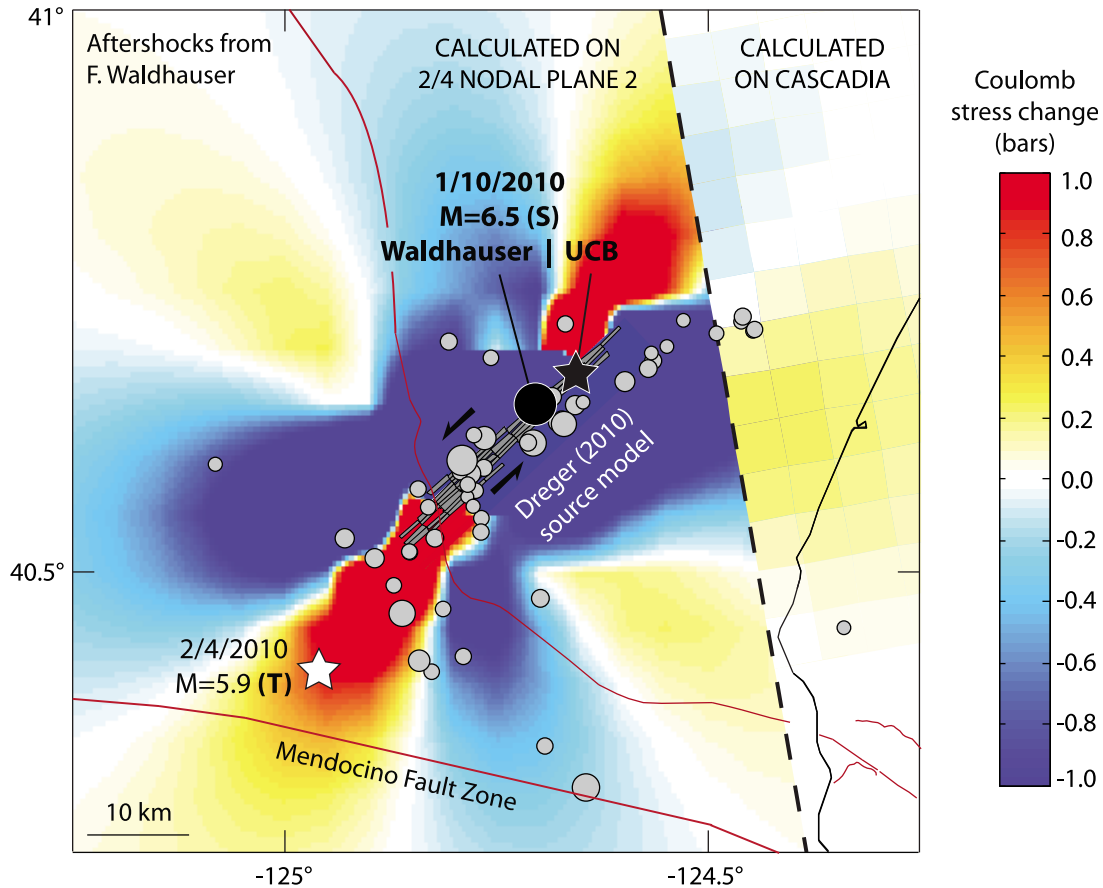 41°
Aftershocks from
F. Waldhauser
CALCULATED ON
2/4 NODAL PLANE 2
CALCULATED
ON CASCADIA
Coulomb
stress change
(bars)
1/10/2010
M=6.5 (S)
Waldhauser | UCB
1.0
0.8
0.6
0.4
0.2
0.0
-0.2
-0.4
-0.6
-0.8
-1.0
Dreger (2010)
source model
40.5°
2/4/2010
M=5.9 (T)
Mendocino Fault Zone
10 km
-125°
-124.5°